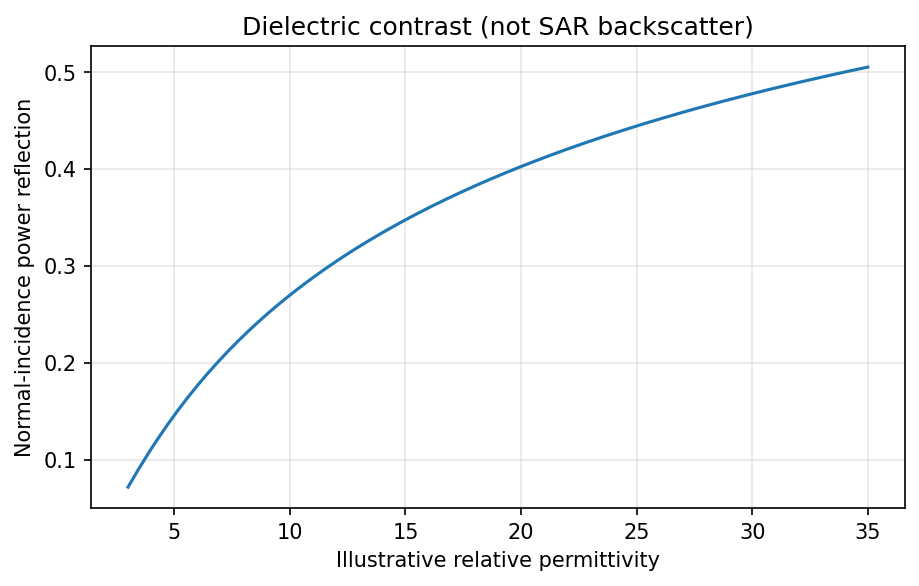 Dielectric contrast (not SAR backscatter)
Normal-incidence power reflection
0.5
0.4
0.3
0.2
0.1
5 10 15 20 25 30 35
Illustrative relative permittivity